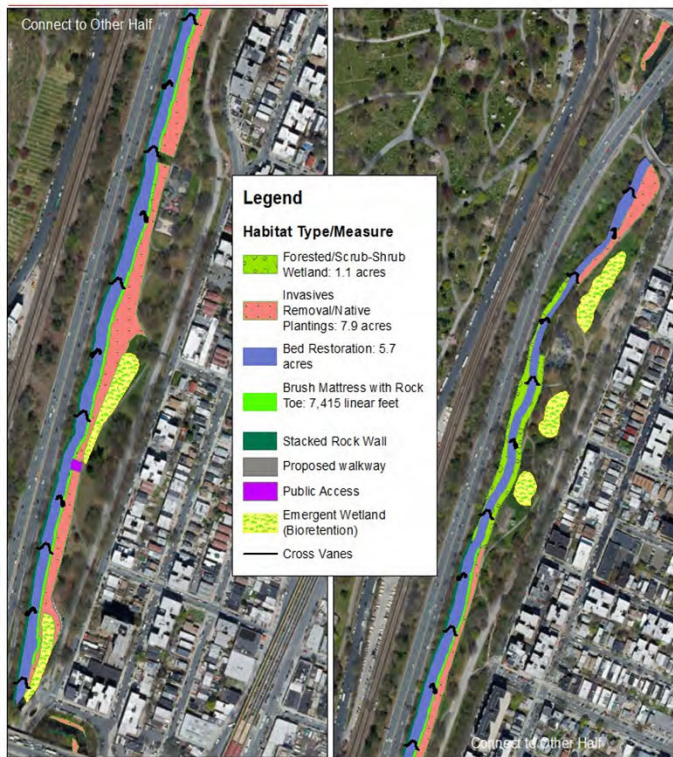 Connect to Other Half
Legend
Habitat Type/Measure
Forested/Scrub-Shrub
Wetland: 1.1 acres
Invasives
Removal/Native
Plantings: 7.9 acres
Bed Restoration: 5.7
acres
Brush Mattress with Rock
Toe: 7,415 linear feet
Stacked Rock Wall
Proposed walkway
Public Access
Emergent Wetland
(Bioretention)
Cross Vanes
Connect to Other Half